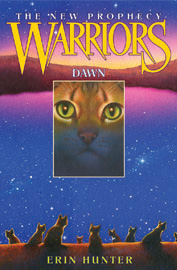 THE NEW PROPHECY
WARRIORS
DAWN
ERIN HUNTER